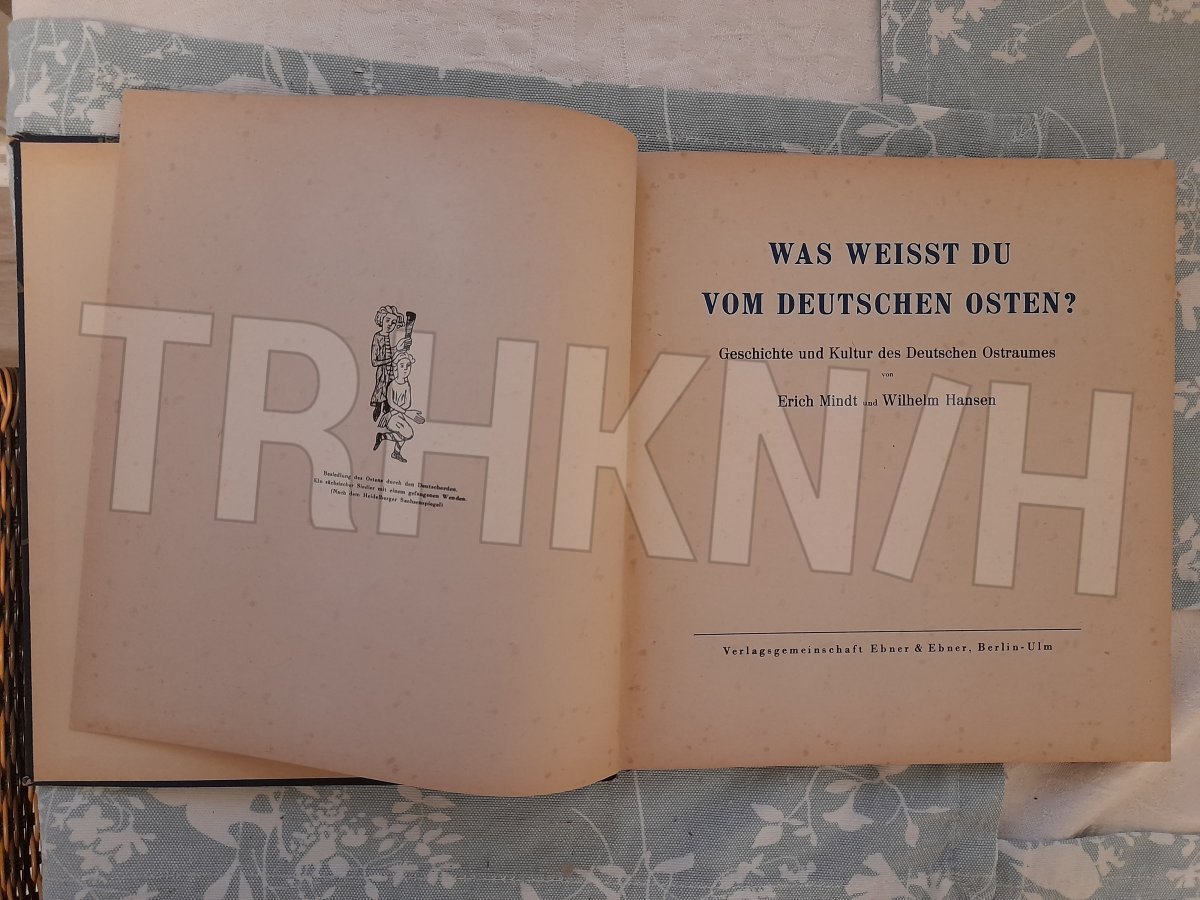 Besiedlung des Ostens durch den Deutschorden.
Ein sächsischer Siedler mit einem gefangenen Wenden.
(Nach dem Heidelberger Sachsenspiegel)
WAS WEISST DU
VOM DEUTSCHEN OSTEN?
Geschichte und Kultur des Deutschen Ostraumes
von
Erich Mindt und Wilhelm Hansen
Verlagsgemeinschaft Ebner & Ebner, Berlin-Ulm
TRHKN/H